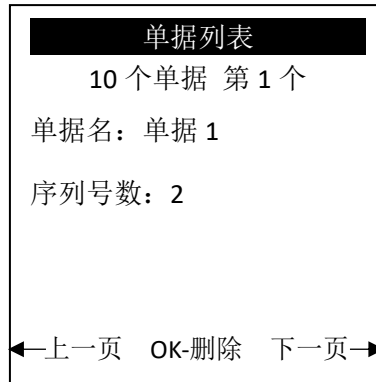 单据列表
10 个单据 第 1 个
单据名：单据 1
序列号数：2
上一页 OK-删除 下一页